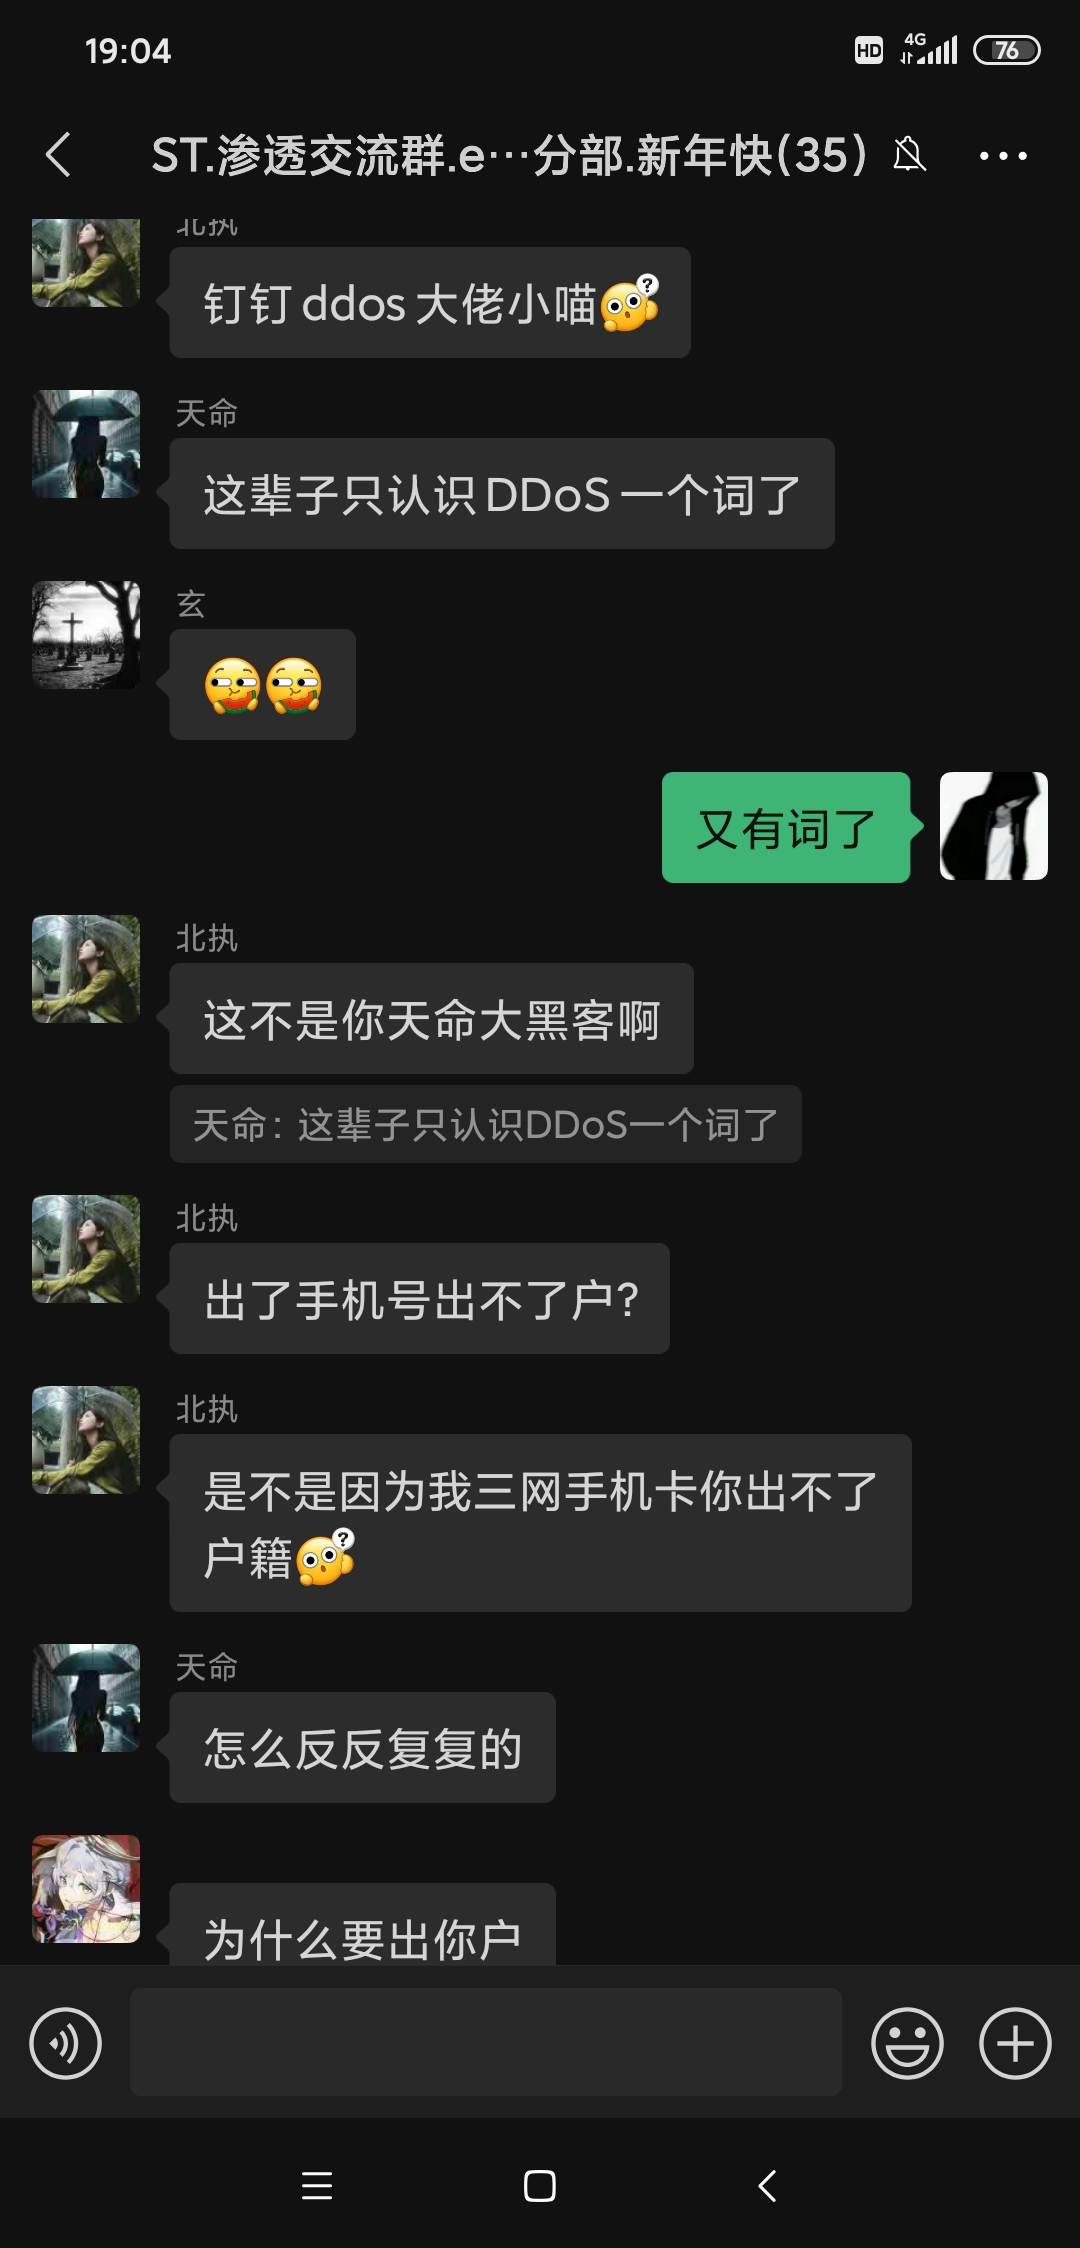 19:04
HD 4G 76
ST.渗透交流群.e…分部.新年快(35)
北执
钉钉 ddos 大佬小喵
天命
这辈子只认识 DDoS 一个词了
玄
又有词了
北执
这不是你天命大黑客啊
天命：这辈子只认识DDoS一个词了
北执
出了手机号出不了户?
北执
是不是因为我三网手机卡你出不了
户籍
天命
怎么反反复复的
为什么要出你户